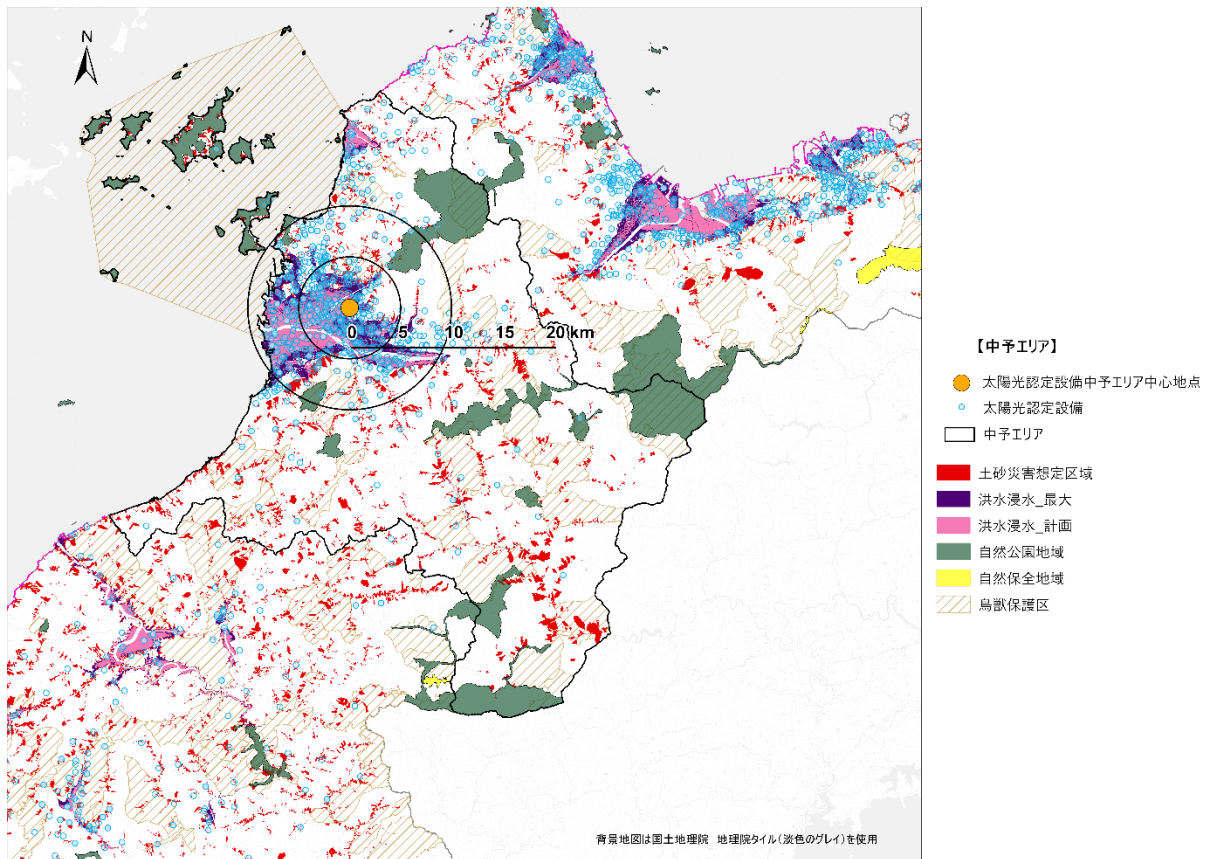 N
0 5 10 15 20 km
【中予エリア】
太陽光認定設備中予エリア中心地点
太陽光認定設備
中予エリア
土砂災害想定区域
洪水浸水_最大
洪水浸水_計画
自然公園地域
自然保全地域
鳥獣保護区
背景地図は国土地理院 地理院タイル(淡色のグレイ)を使用